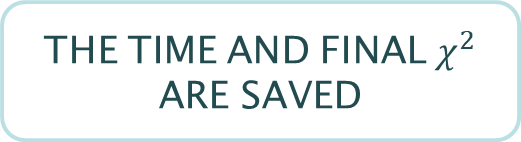 THE TIME AND FINAL 𝜒²
ARE SAVED